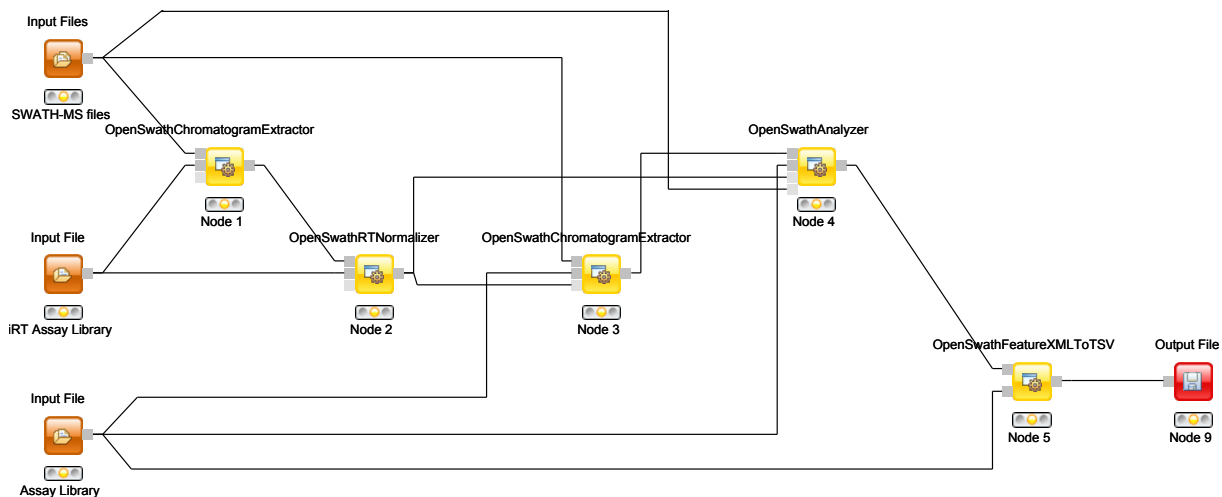 Input Files
SWATH-MS files
OpenSwathChromatogramExtractor
Node 1
OpenSwathAnalyzer
Node 4
Input File
iRT Assay Library
OpenSwathRTNormalizer
Node 2
OpenSwathChromatogramExtractor
Node 3
OpenSwathFeatureXMLToTSV
Node 5
Output File
Node 9
Input File
Assay Library